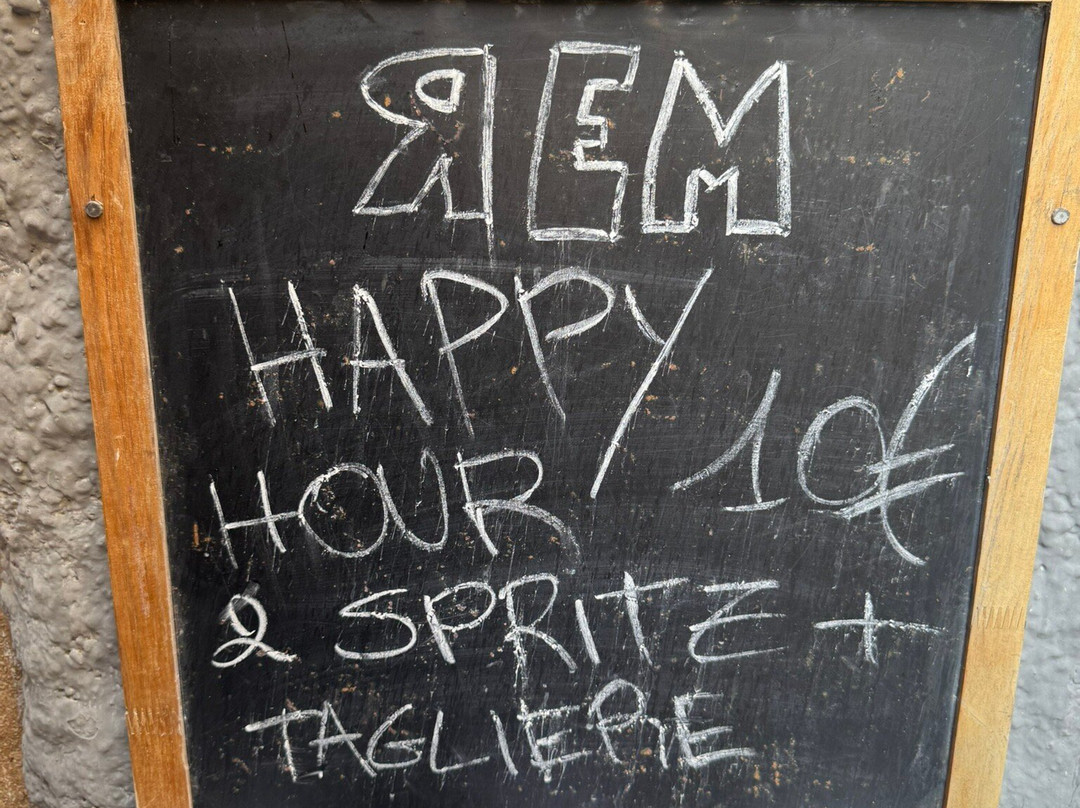 ЯEM
HAPPY
HOUR 10€
2 SPRITZ +
TAGLIERE